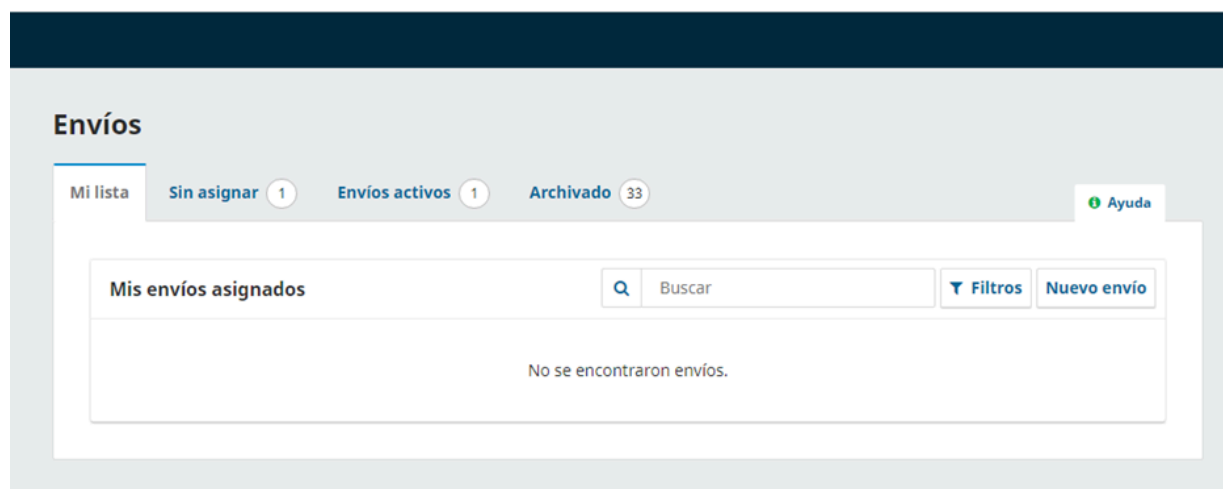 Envíos
Mi lista Sin asignar 1 Envíos activos 1 Archivado 33
Ayuda
Mis envíos asignados Buscar Filtros Nuevo envío
No se encontraron envíos.